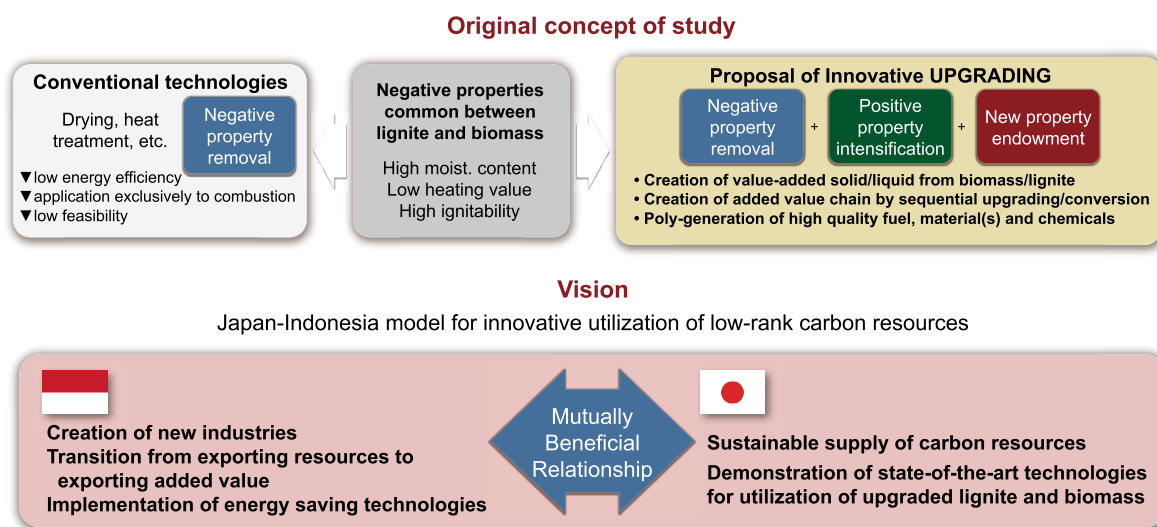 Original concept of study
Conventional technologies
Drying, heat
treatment, etc.
Negative
property
removal
▼low energy efficiency
▼application exclusively to combustion
▼low feasibility
Negative properties
common between
lignite and biomass
High moist. content
Low heating value
High ignitability
Proposal of Innovative UPGRADING
Negative
property
removal
+
Positive
property
intensification
+
New property
endowment
• Creation of value-added solid/liquid from biomass/lignite
• Creation of added value chain by sequential upgrading/conversion
• Poly-generation of high quality fuel, material(s) and chemicals
Vision
Japan-Indonesia model for innovative utilization of low-rank carbon resources
Creation of new industries
Transition from exporting resources to
exporting added value
Implementation of energy saving technologies
Mutually
Beneficial
Relationship
Sustainable supply of carbon resources
Demonstration of state-of-the-art technologies
for utilization of upgraded lignite and biomass